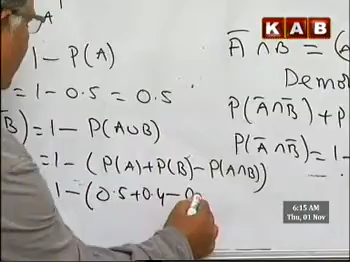 KAB
1 - P(A)
= 1 - 0.5 = 0.5
B̅) = 1 - P(A∪B)
= 1 - (P(A)+P(B)-P(A∩B))
1 - (0.5+0.4-0
A̅ ∩ B̅ = (
Demo
P(A̅∩B̅) + P
P(A̅∩B̅) = 1-
6:15 AM
Thu, 01 Nov